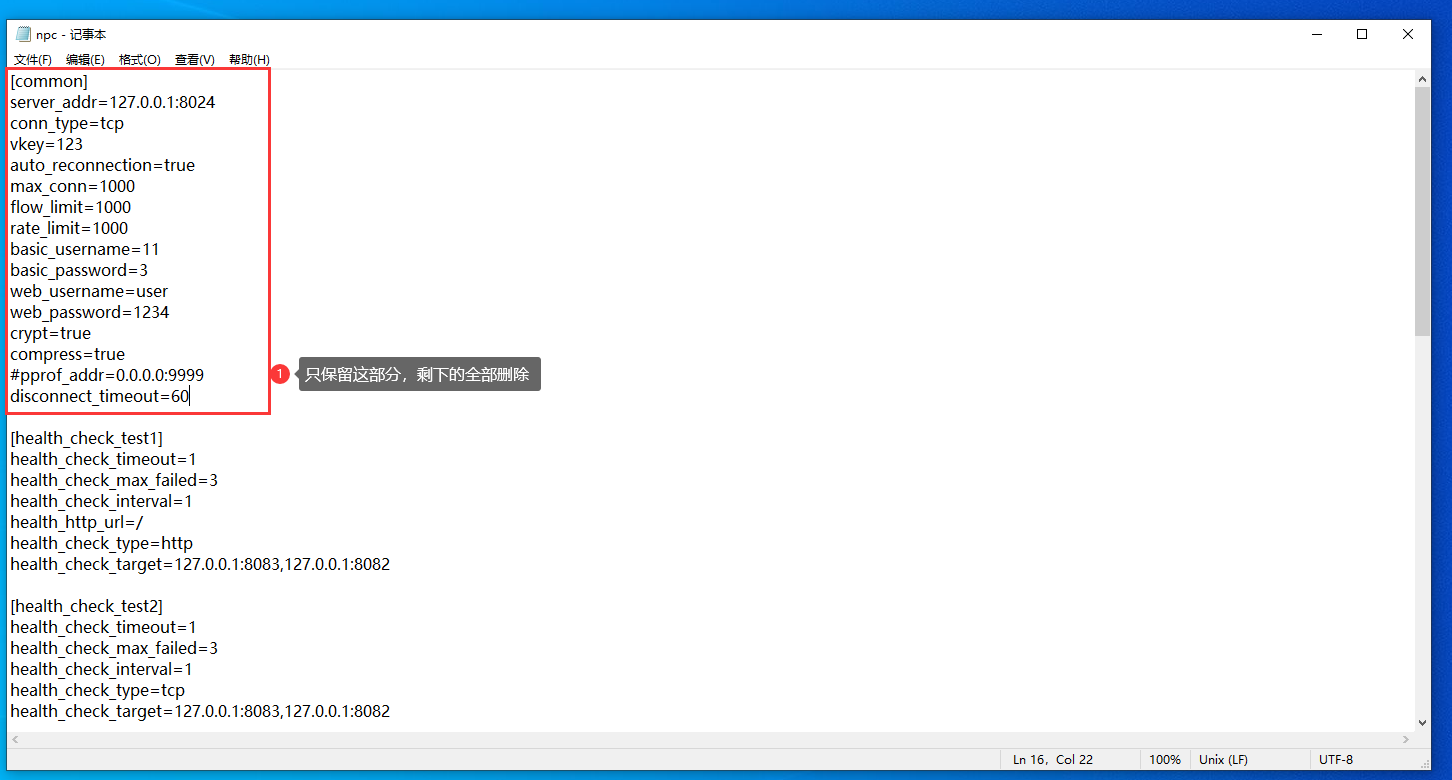 npc - 记事本
文件(F) 编辑(E) 格式(O) 查看(V) 帮助(H)
[common]
server_addr=127.0.0.1:8024
conn_type=tcp
vkey=123
auto_reconnection=true
max_conn=1000
flow_limit=1000
rate_limit=1000
basic_username=11
basic_password=3
web_username=user
web_password=1234
crypt=true
compress=true
#pprof_addr=0.0.0.0:9999
1 只保留这部分，剩下的全部删除
disconnect_timeout=60
[health_check_test1]
health_check_timeout=1
health_check_max_failed=3
health_check_interval=1
health_http_url=/
health_check_type=http
health_check_target=127.0.0.1:8083,127.0.0.1:8082
[health_check_test2]
health_check_timeout=1
health_check_max_failed=3
health_check_interval=1
health_check_type=tcp
health_check_target=127.0.0.1:8083,127.0.0.1:8082
Ln 16，Col 22 100% Unix (LF) UTF-8